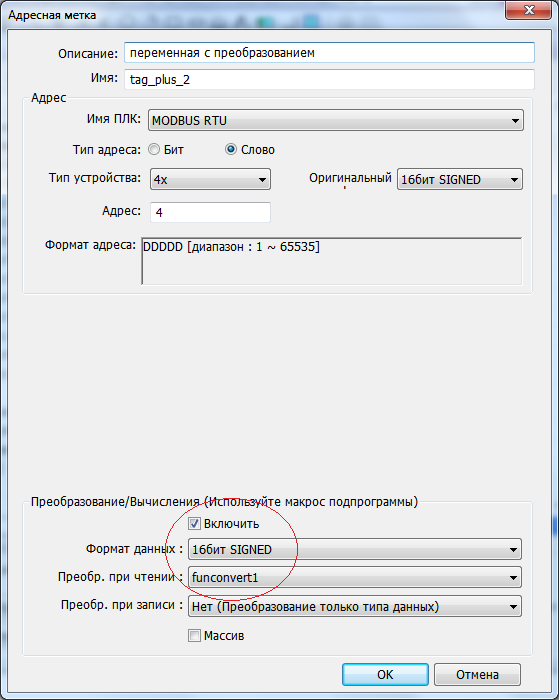 Адресная метка
Описание: переменная с преобразованием
Имя: tag_plus_2
Адрес
Имя ПЛК: MODBUS RTU
Тип адреса: Бит Слово
Тип устройства: 4x Оригинальный 16бит SIGNED
Адрес: 4
Формат адреса: DDDDD [диапазон : 1 ~ 65535]
Преобразование/Вычисления (Используйте макрос подпрограммы)
Включить
Формат данных : 16бит SIGNED
Преобр. при чтении : funconvert1
Преобр. при записи : Нет (Преобразование только типа данных)
Массив
OK Отмена